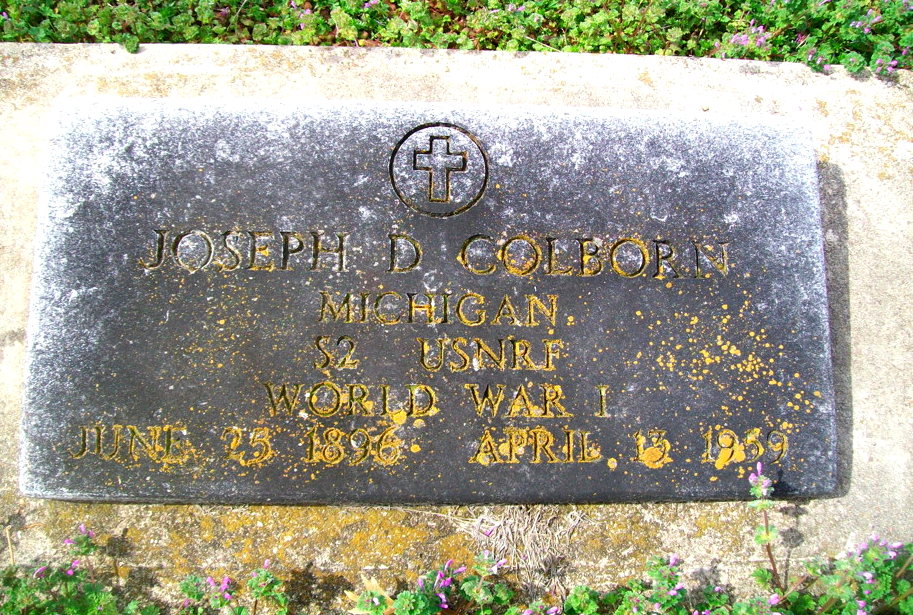 JOSEPH D COLBORN
MICHIGAN
S2 USNRF
WORLD WAR I
JUNE 25 1896 APRIL 13 1959